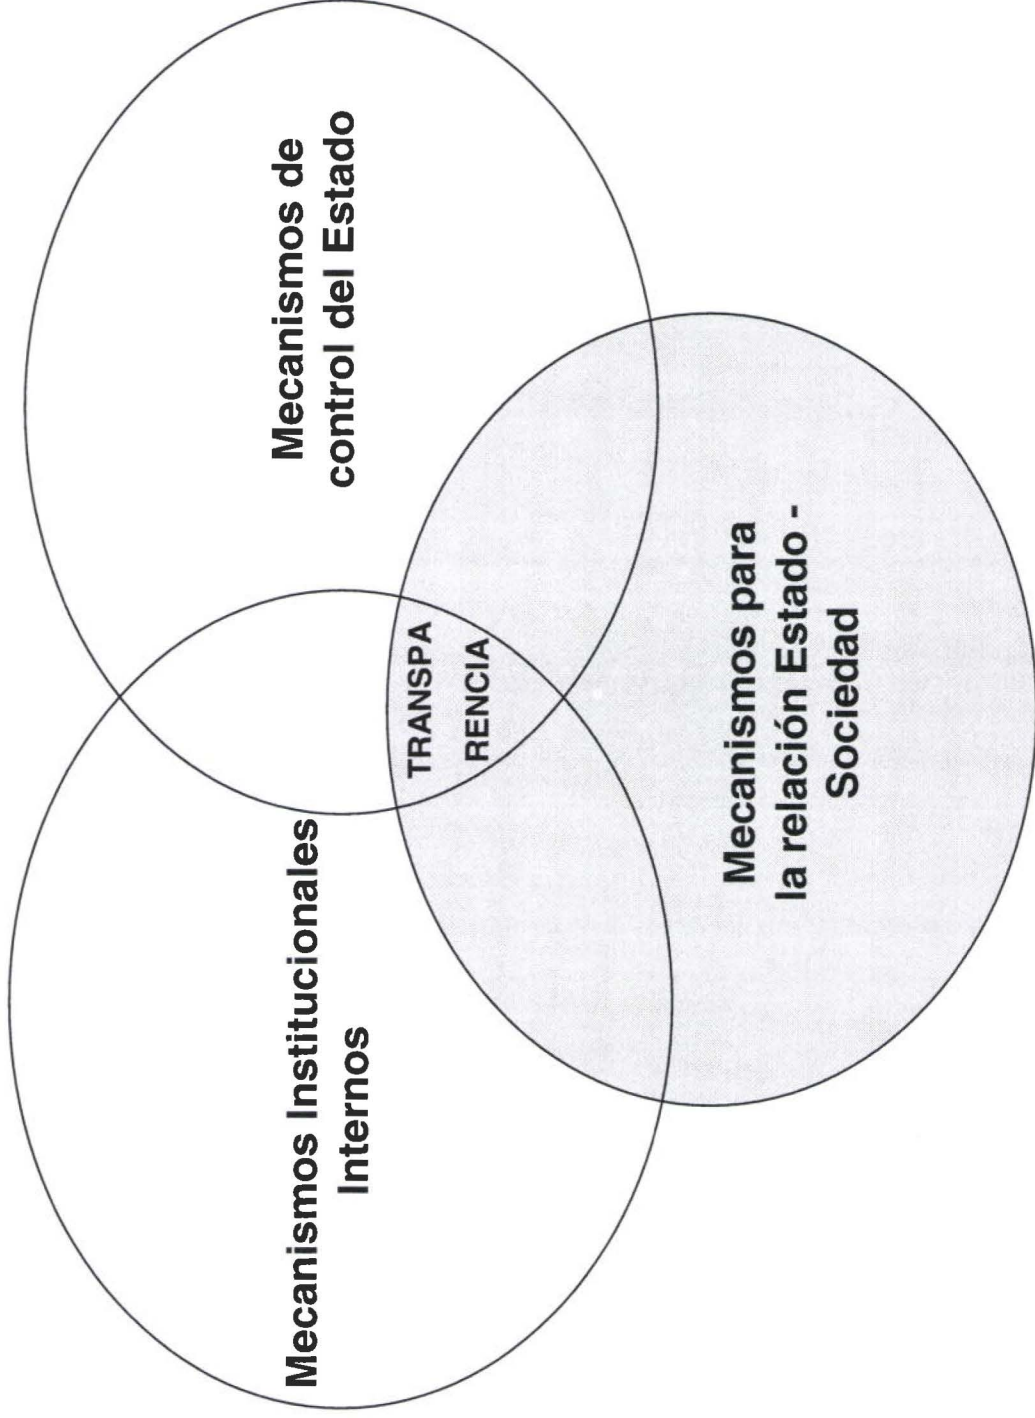 Mecanismos Institucionales
Internos
Mecanismos de
control del Estado
TRANSPA
RENCIA
Mecanismos para
la relación Estado -
Sociedad